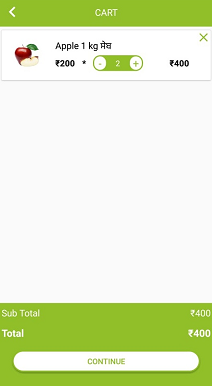 CART
Apple 1 kg सेब
₹200 * - 2 + ₹400
Sub Total ₹400
Total ₹400
CONTINUE